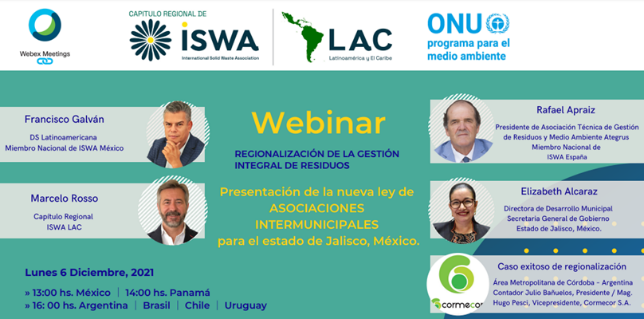 Webex Meetings
CAPITULO REGIONAL DE
ISWA
International Solid Waste Association
LAC
Latinoamérica y El Caribe
ONU
programa para el
medio ambiente
Francisco Galván
DS Latinoamericana
Miembro Nacional de ISWA México
Marcelo Rosso
Capítulo Regional
ISWA LAC
Webinar
REGIONALIZACIÓN DE LA GESTIÓN
INTEGRAL DE RESIDUOS
Presentación de la nueva ley de
ASOCIACIONES
INTERMUNICIPALES
para el estado de Jalisco, México.
Rafael Apraiz
Presidente de Asociación Técnica de Gestión
de Residuos y Medio Ambiente Ategrus
Miembro Nacional de
ISWA España
Elizabeth Alcaraz
Directora de Desarrollo Municipal
Secretaria General de Gobierno
Estado de Jalisco, México.
Lunes 6 Diciembre, 2021
» 13:00 hs. México | 14:00 hs. Panamá
» 16: 00 hs. Argentina | Brasil | Chile | Uruguay
cormecor
Caso exitoso de regionalización
Área Metropolitana de Córdoba - Argentina
Contador Julio Bañuelos, Presidente / Mag.
Hugo Pesci, Vicepresidente, Cormecor S.A.